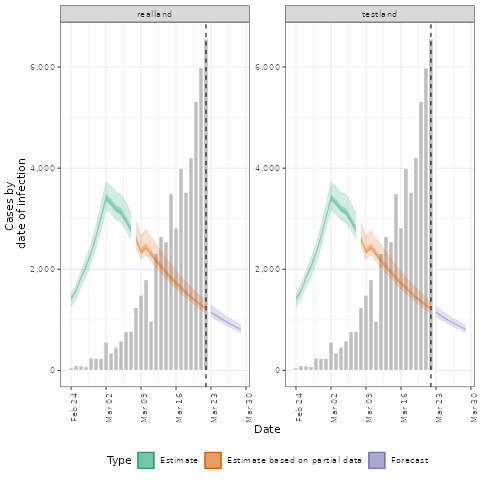 realland testland
6,000 6,000
4,000 4,000
2,000 2,000
0 0
Cases by
date of infection
Feb 24 Mar 02 Mar 09 Mar 16 Mar 23 Mar 30 Feb 24 Mar 02 Mar 09 Mar 16 Mar 23 Mar 30
Date
Type Estimate Estimate based on partial data Forecast